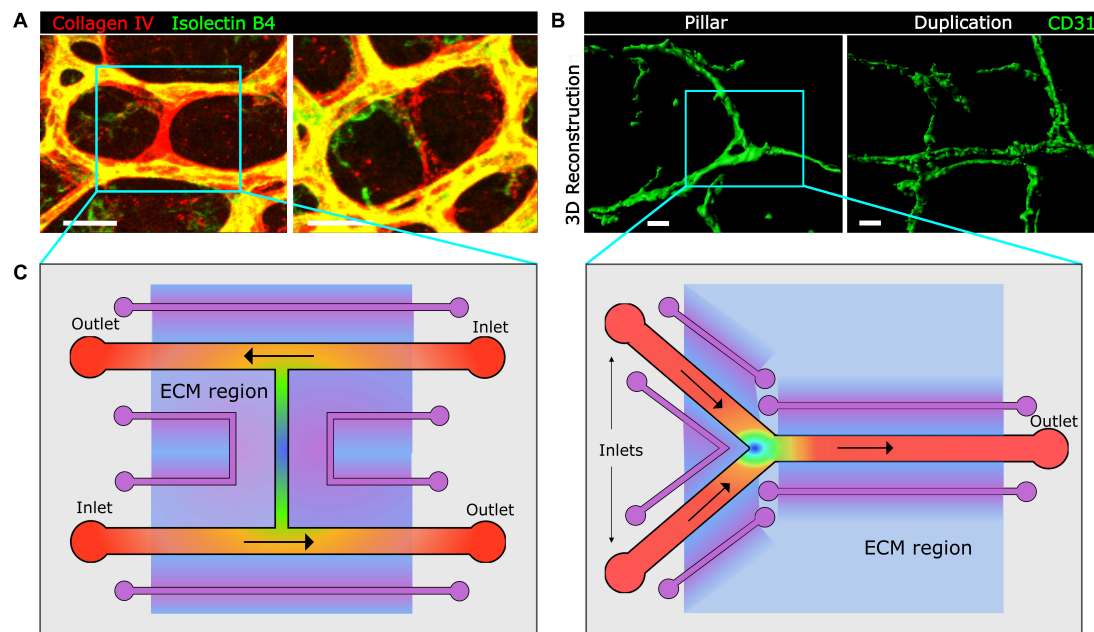 A
Collagen IV Isolectin B4
B
Pillar
Duplication
CD31
3D Reconstruction
C
Outlet
Inlet
ECM region
Inlet
Outlet
Inlets
Outlet
ECM region